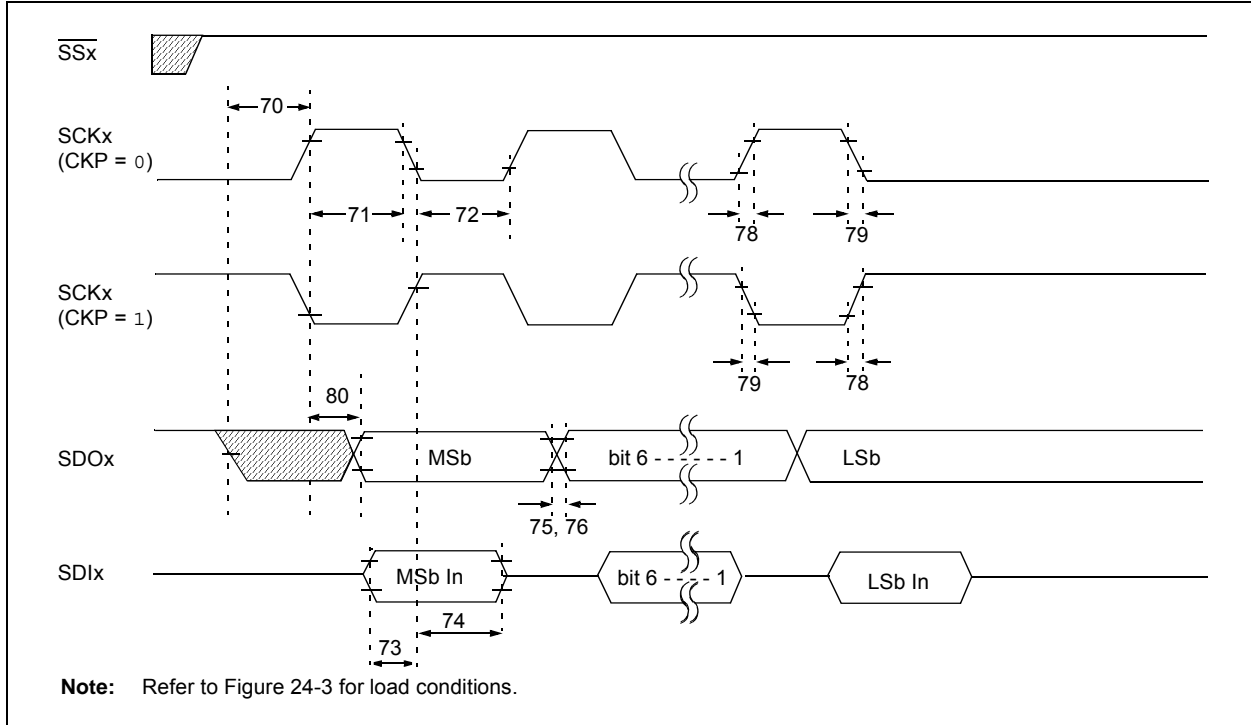 SSx
70
SCKx
(CKP = 0)
71
72
78
79
SCKx
(CKP = 1)
79
78
80
SDOx
MSb
bit 6 - - - - - - 1
LSb
75, 76
SDIx
MSb In
bit 6 - - - - - 1
LSb In
74
73
Note: Refer to Figure 24-3 for load conditions.